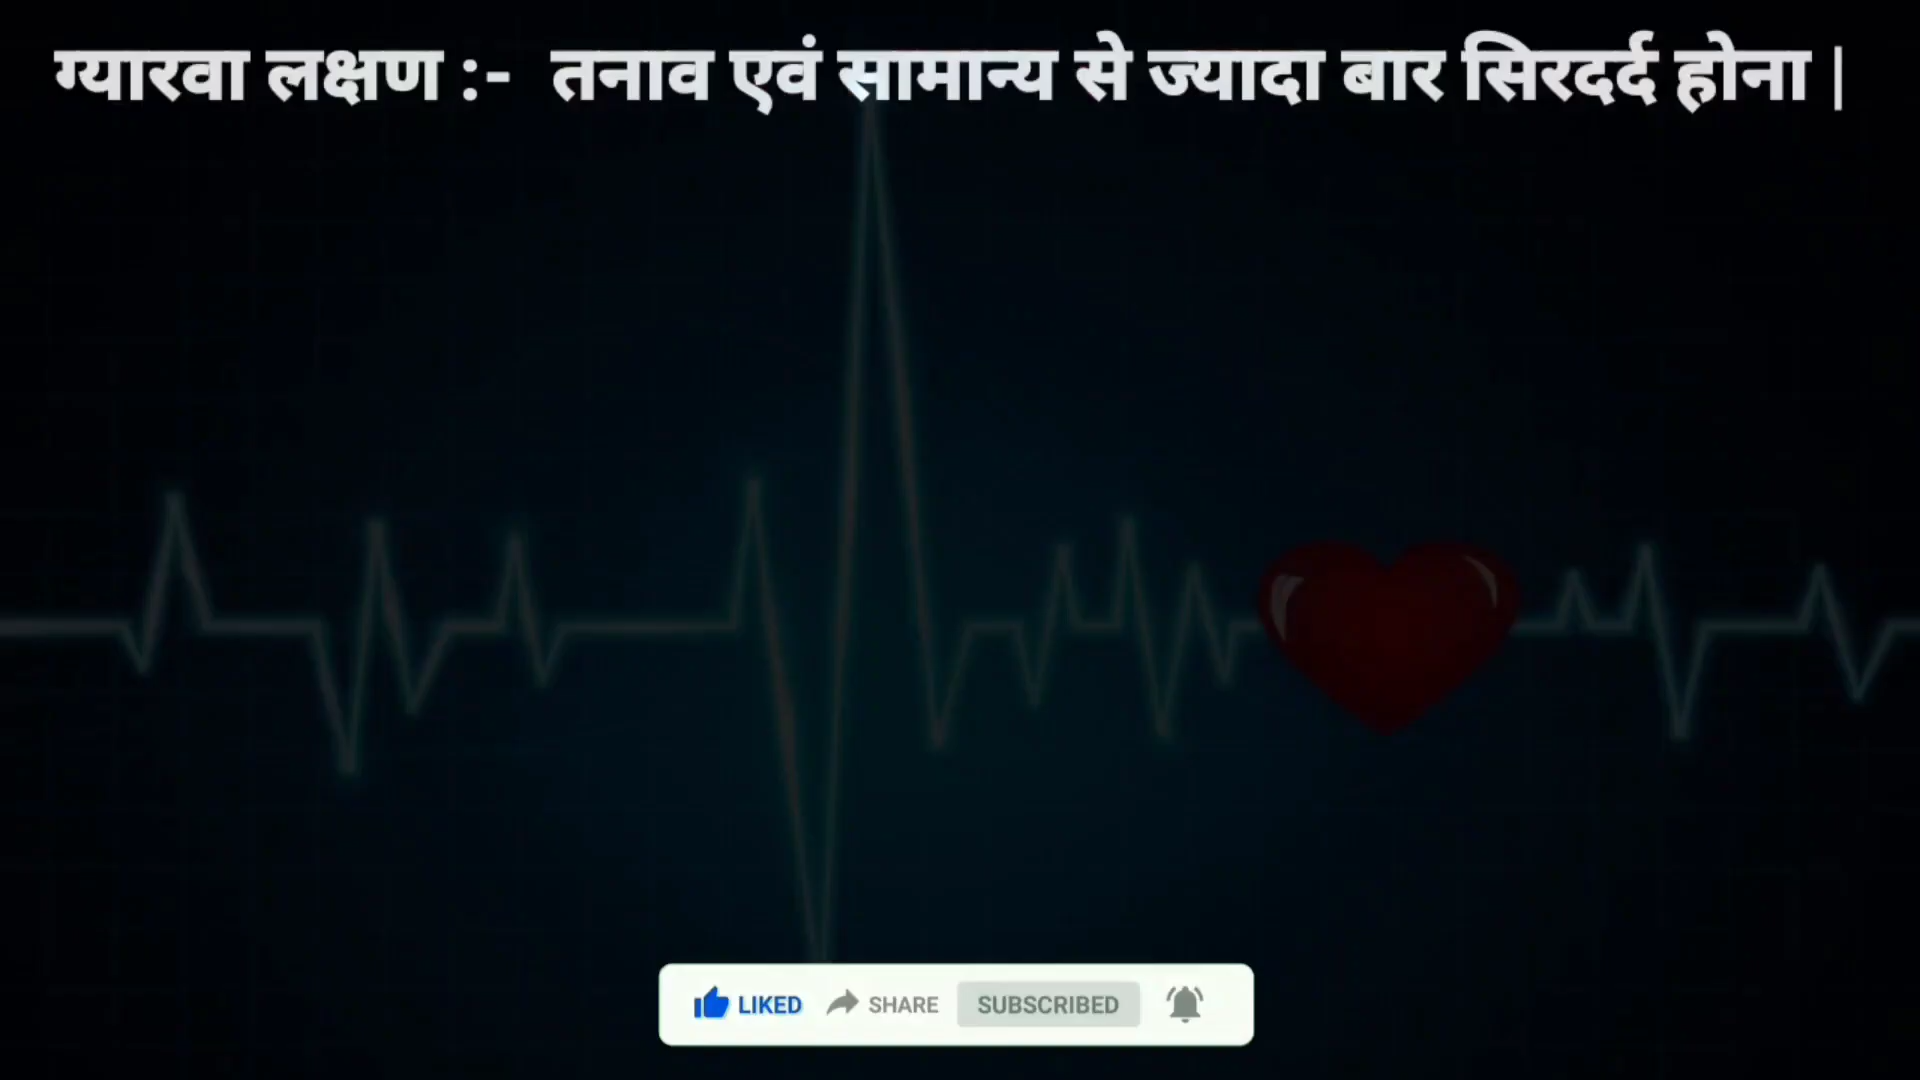 ग्यारवा लक्षण :- तनाव एवं सामान्य से ज्यादा बार सिरदर्द होना |
LIKED SHARE SUBSCRIBED